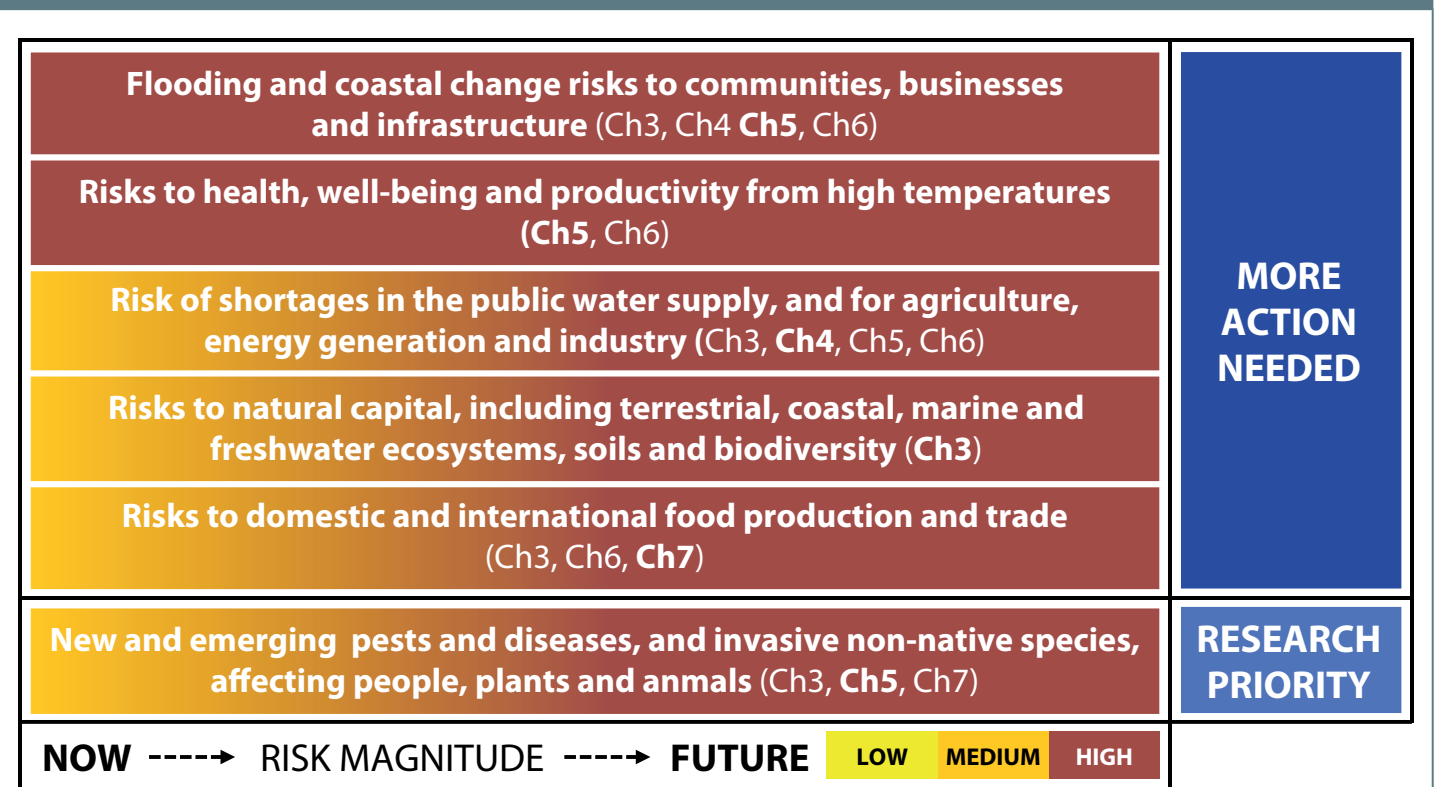 Flooding and coastal change risks to communities, businesses
and infrastructure (Ch3, Ch4 Ch5, Ch6)
Risks to health, well-being and productivity from high temperatures
(Ch5, Ch6)
Risk of shortages in the public water supply, and for agriculture,
energy generation and industry (Ch3, Ch4, Ch5, Ch6)
Risks to natural capital, including terrestrial, coastal, marine and
freshwater ecosystems, soils and biodiversity (Ch3)
Risks to domestic and international food production and trade
(Ch3, Ch6, Ch7)
MORE
ACTION
NEEDED
New and emerging pests and diseases, and invasive non-native species,
affecting people, plants and anmals (Ch3, Ch5, Ch7)
RESEARCH
PRIORITY
NOW RISK MAGNITUDE FUTURE LOW MEDIUM HIGH